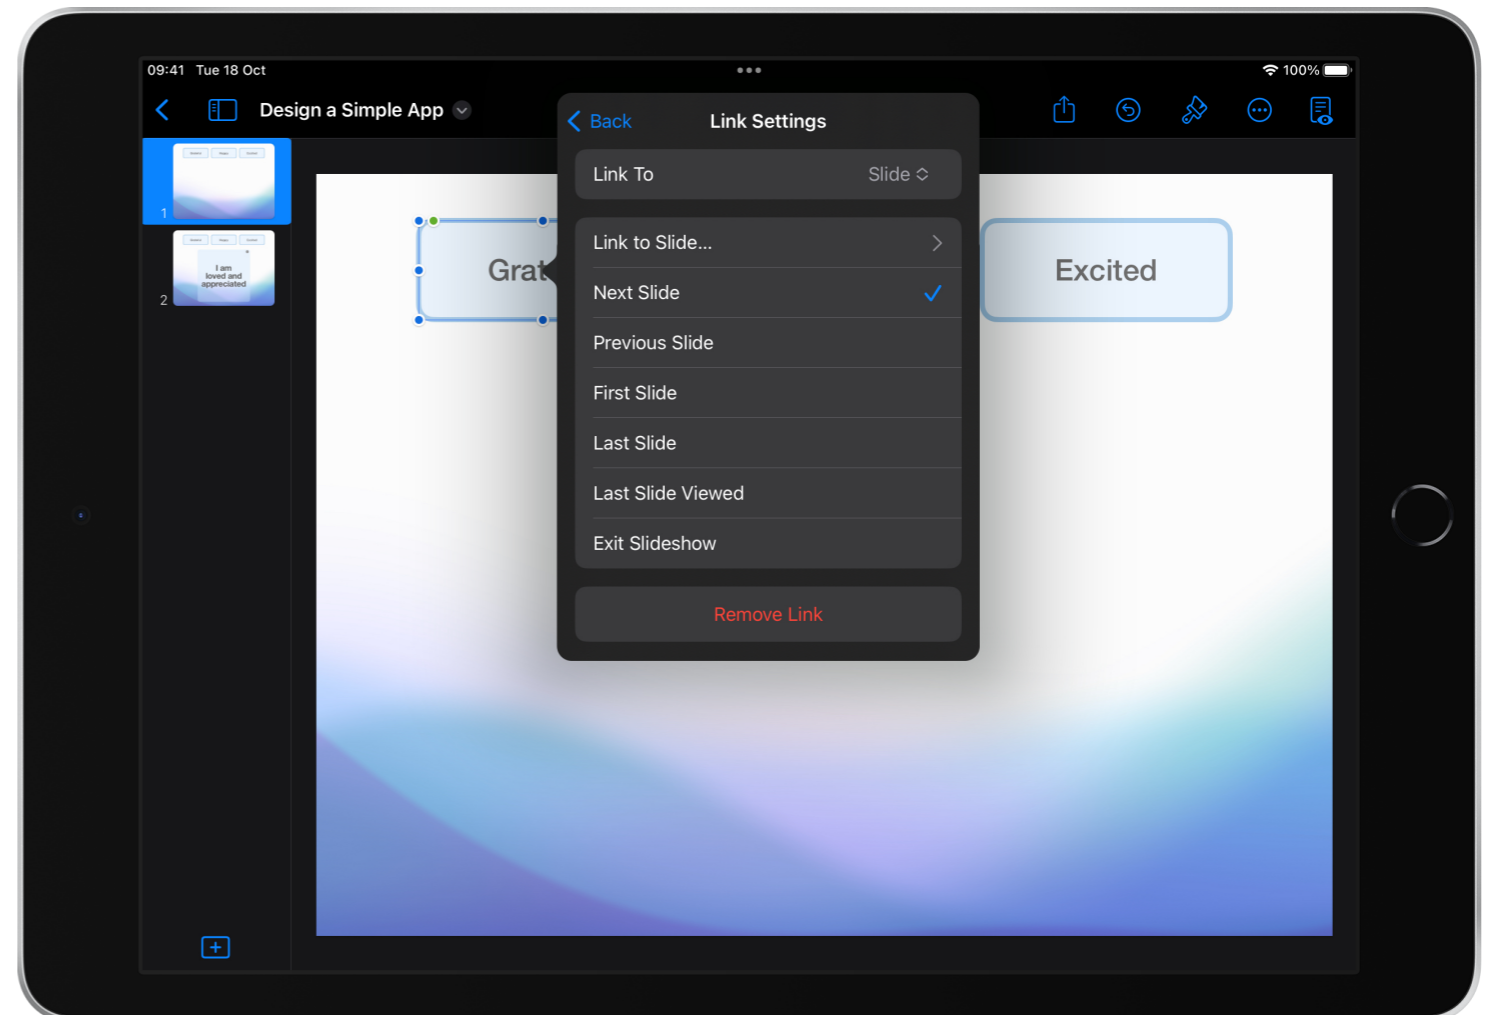 09:41 Tue 18 Oct
100%
Design a Simple App
Back
Link Settings
Link To
Slide
Link to Slide...
Next Slide
Previous Slide
First Slide
Last Slide
Last Slide Viewed
Exit Slideshow
Remove Link
Grat
Excited
1
I am
loved and
appreciated
2